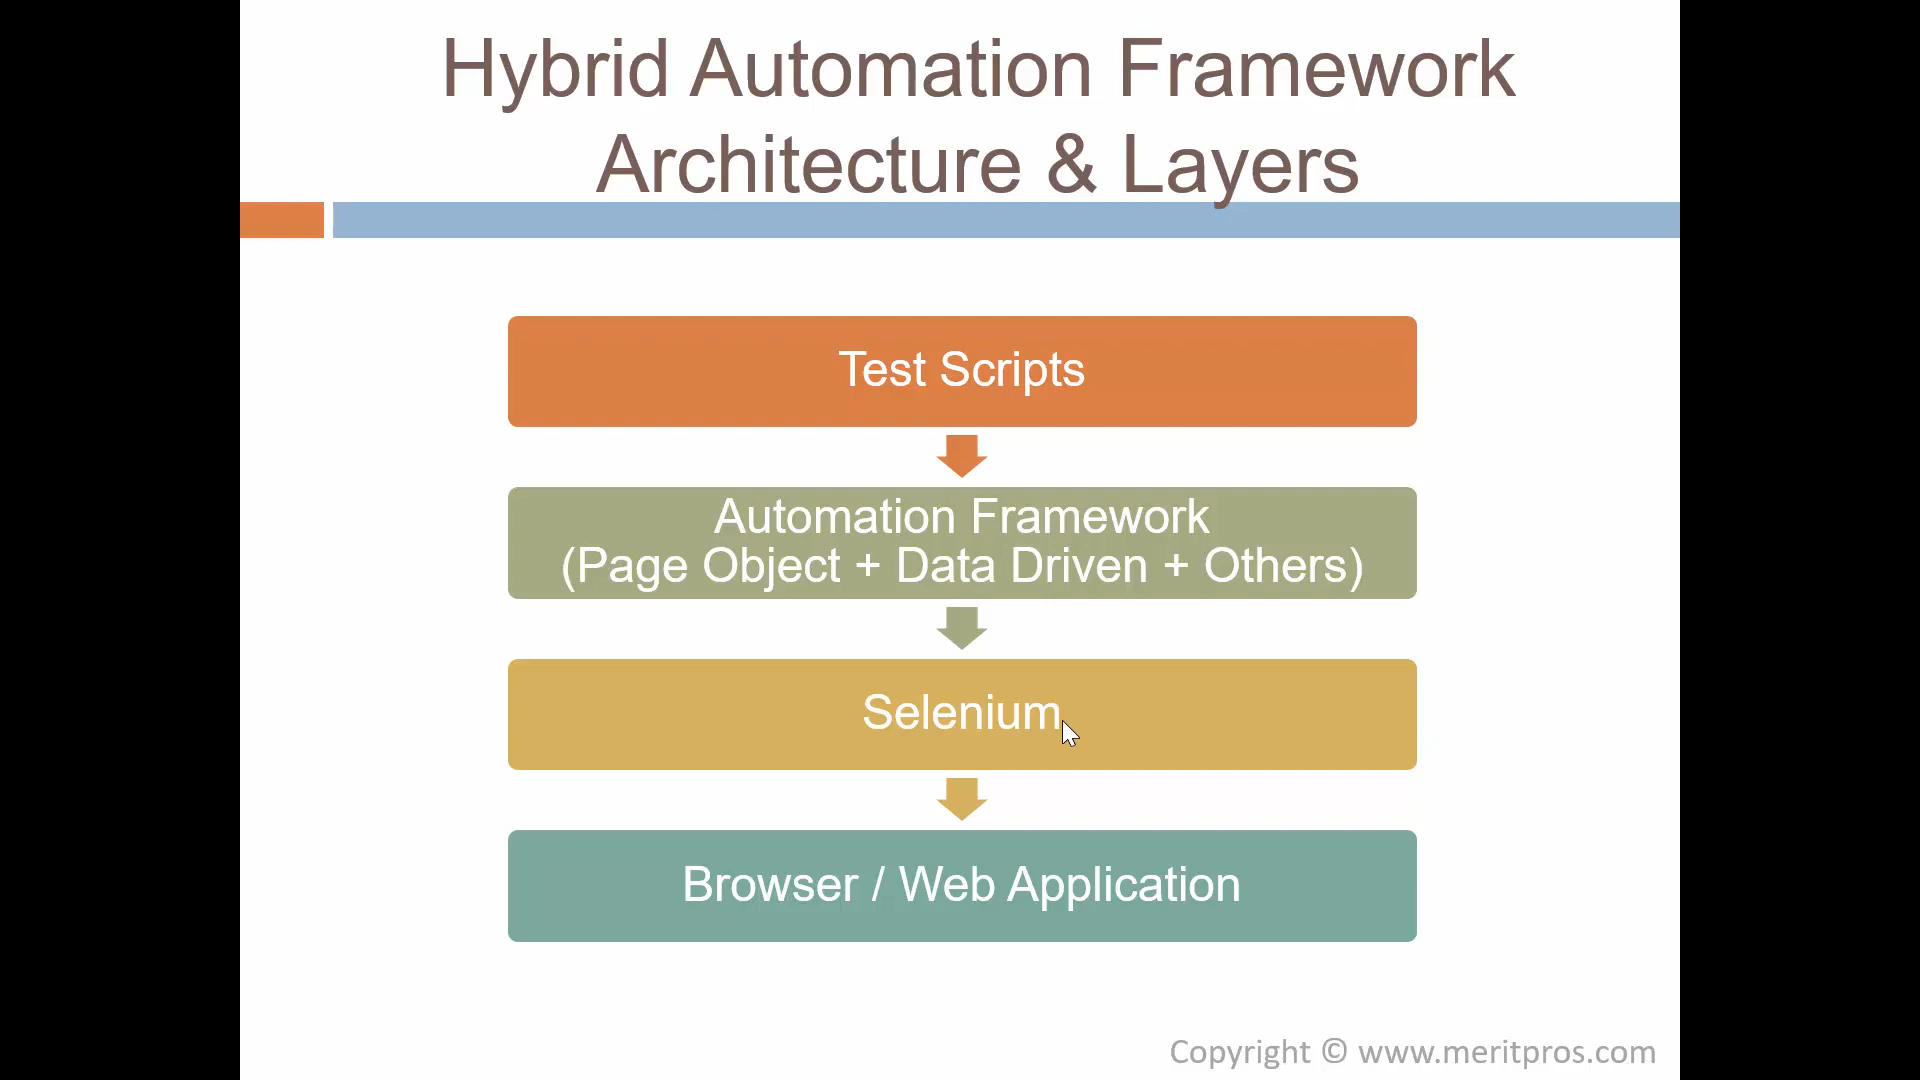 Hybrid Automation Framework
Architecture & Layers
Test Scripts
Automation Framework
(Page Object + Data Driven + Others)
Selenium
Browser / Web Application
Copyright © www.meritpros.com